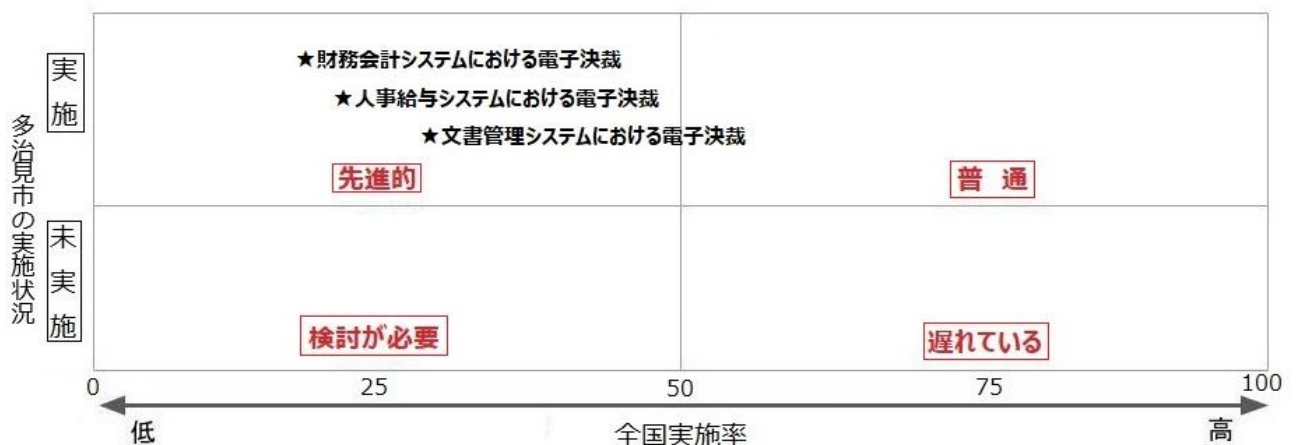 多治見市の実施状況
実施
★財務会計システムにおける電子決裁
★人事給与システムにおける電子決裁
★文書管理システムにおける電子決裁
先進的
普 通
未実施
検討が必要
遅れている
0 25 50 75 100
低 全国実施率 高